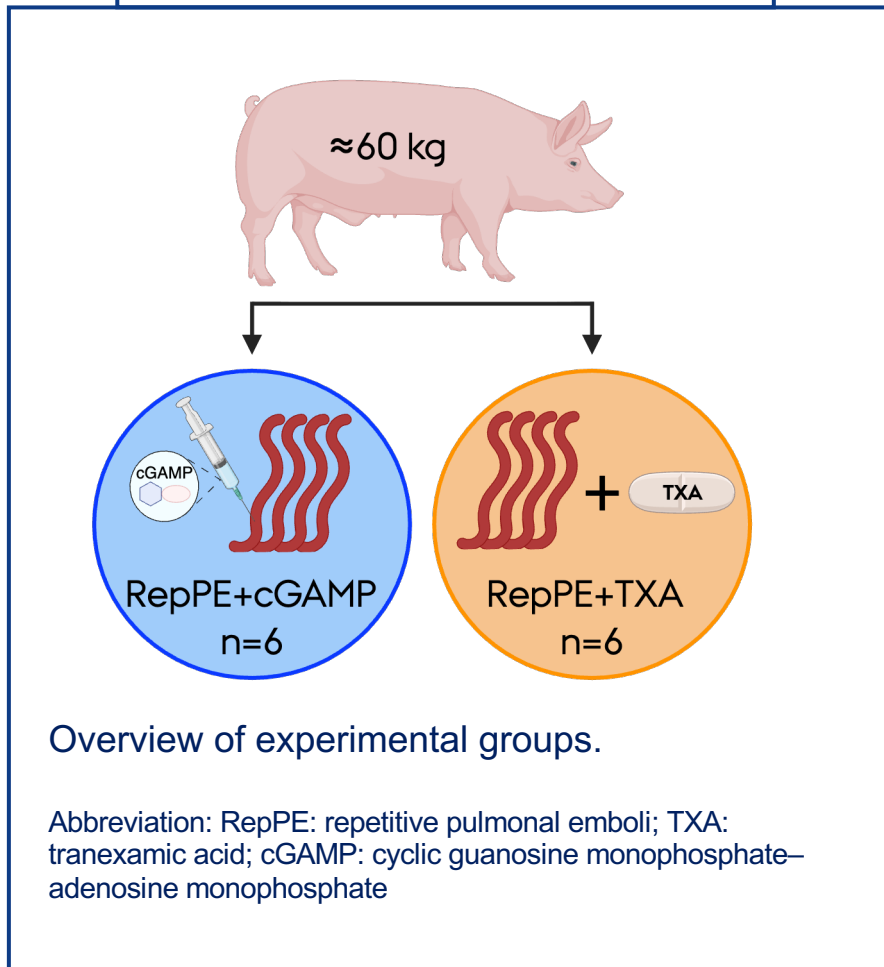 ≈60 kg
cGAMP
TXA
RepPE+cGAMP
n=6
RepPE+TXA
n=6
Overview of experimental groups.
Abbreviation: RepPE: repetitive pulmonal emboli; TXA:
tranexamic acid; cGAMP: cyclic guanosine monophosphate–
adenosine monophosphate